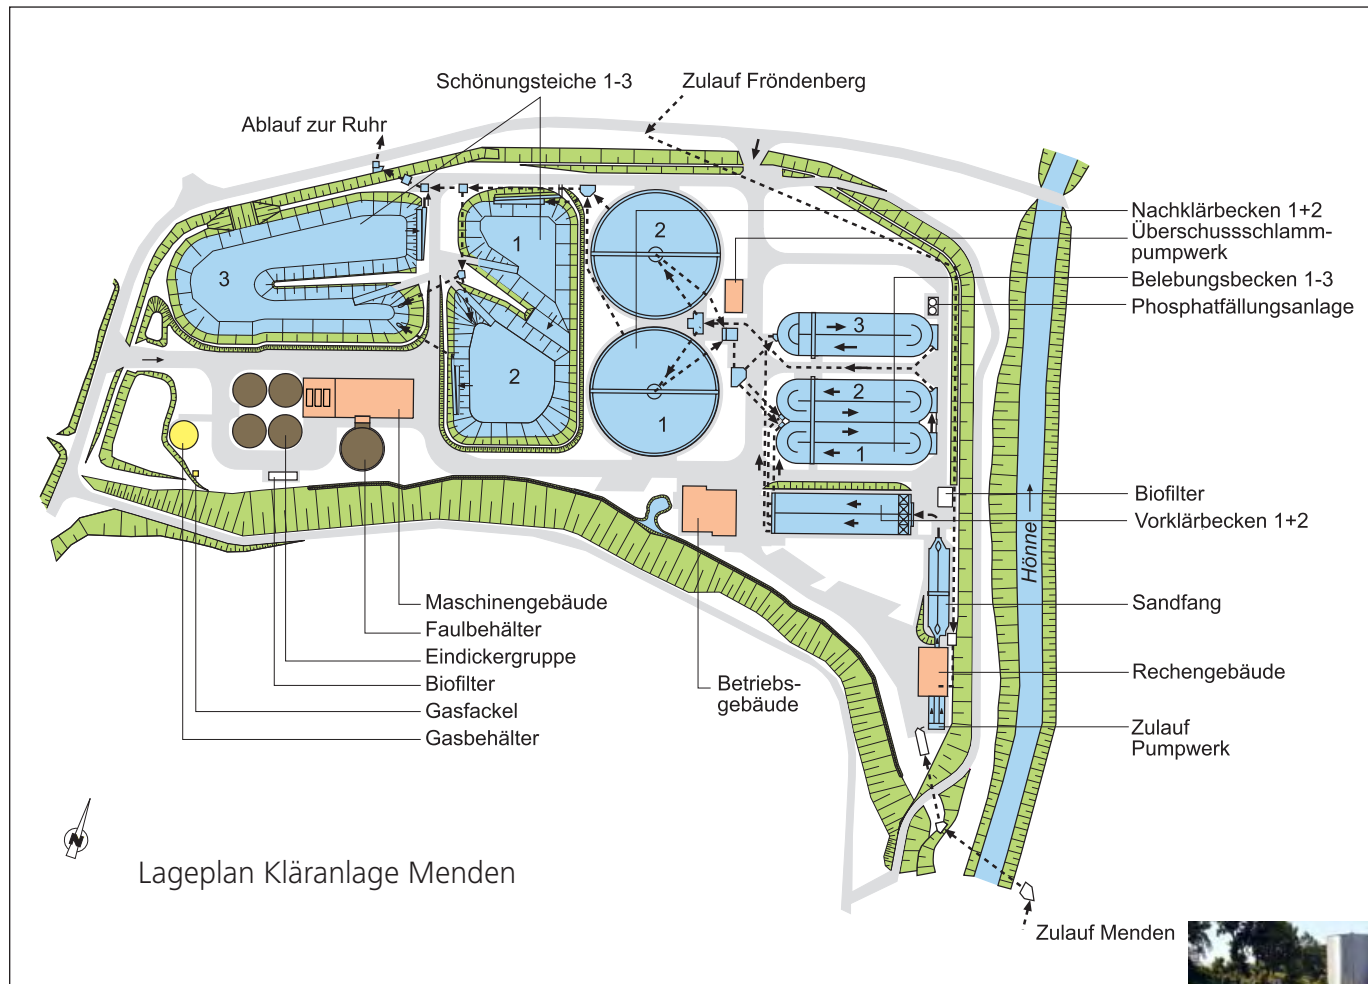 Schönungsteiche 1-3
Zulauf Fröndenberg
Ablauf zur Ruhr
Nachklärbecken 1+2
Überschussschlamm-
pumpwerk
Belebungsbecken 1-3
Phosphatfällungsanlage
1
2
3
2
3
2
2
1
1
Biofilter
Vorklärbecken 1+2
Hönne
Sandfang
Rechengebäude
Zulauf
Pumpwerk
Maschinengebäude
Faulbehälter
Eindickergruppe
Biofilter
Gasfackel
Gasbehälter
Betriebs-
gebäude
N
Lageplan Kläranlage Menden
Zulauf Menden